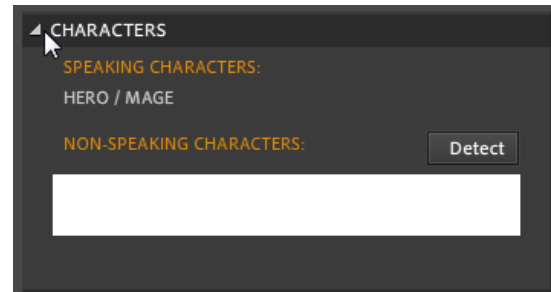 CHARACTERS
SPEAKING CHARACTERS:
HERO / MAGE
NON-SPEAKING CHARACTERS:
Detect